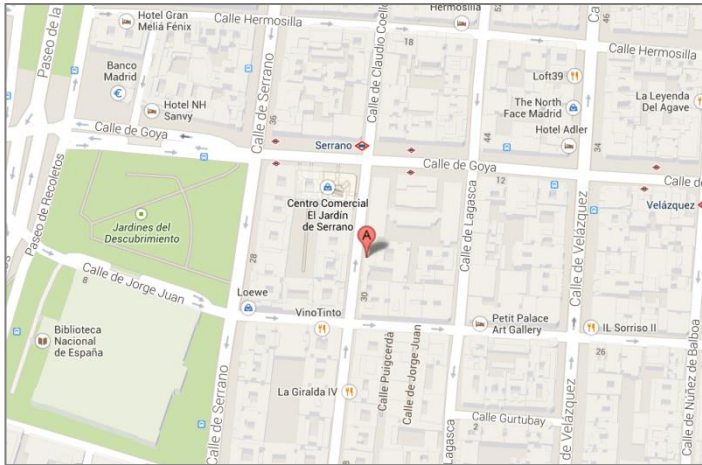 Hotel Gran
Meliá Fénix
Calle Hermosilla
Hermosilla
52
46
Paseo de la
18
Calle Hermosilla
Banco
Madrid
Loft39
La Leyenda
Del Agave
Hotel NH
Sanvy
Calle de Serrano
36
Calle de Claudio Coello
The North
Face Madrid
44
Hotel Adler
34
Calle de Goya
Serrano
Calle de Goya
12
Calle de
Velázquez
Centro Comercial
El Jardín
de Serrano
Calle de Lagasca
Calle de Velázquez
Paseo de Recoletos
Jardines del
Descubrimiento
A
28
Calle de Jorge Juan
8
30
Loewe
VinoTinto
Petit Palace
Art Gallery
IL Sorriso II
26
Biblioteca
Nacional
de España
Calle Puigcerdá
Calle de Jorge Juan
La Giralda IV
Calle de Serrano
Lagasca
Calle Gurtubay
2
de Velázquez
Calle de Núñez de Balboa